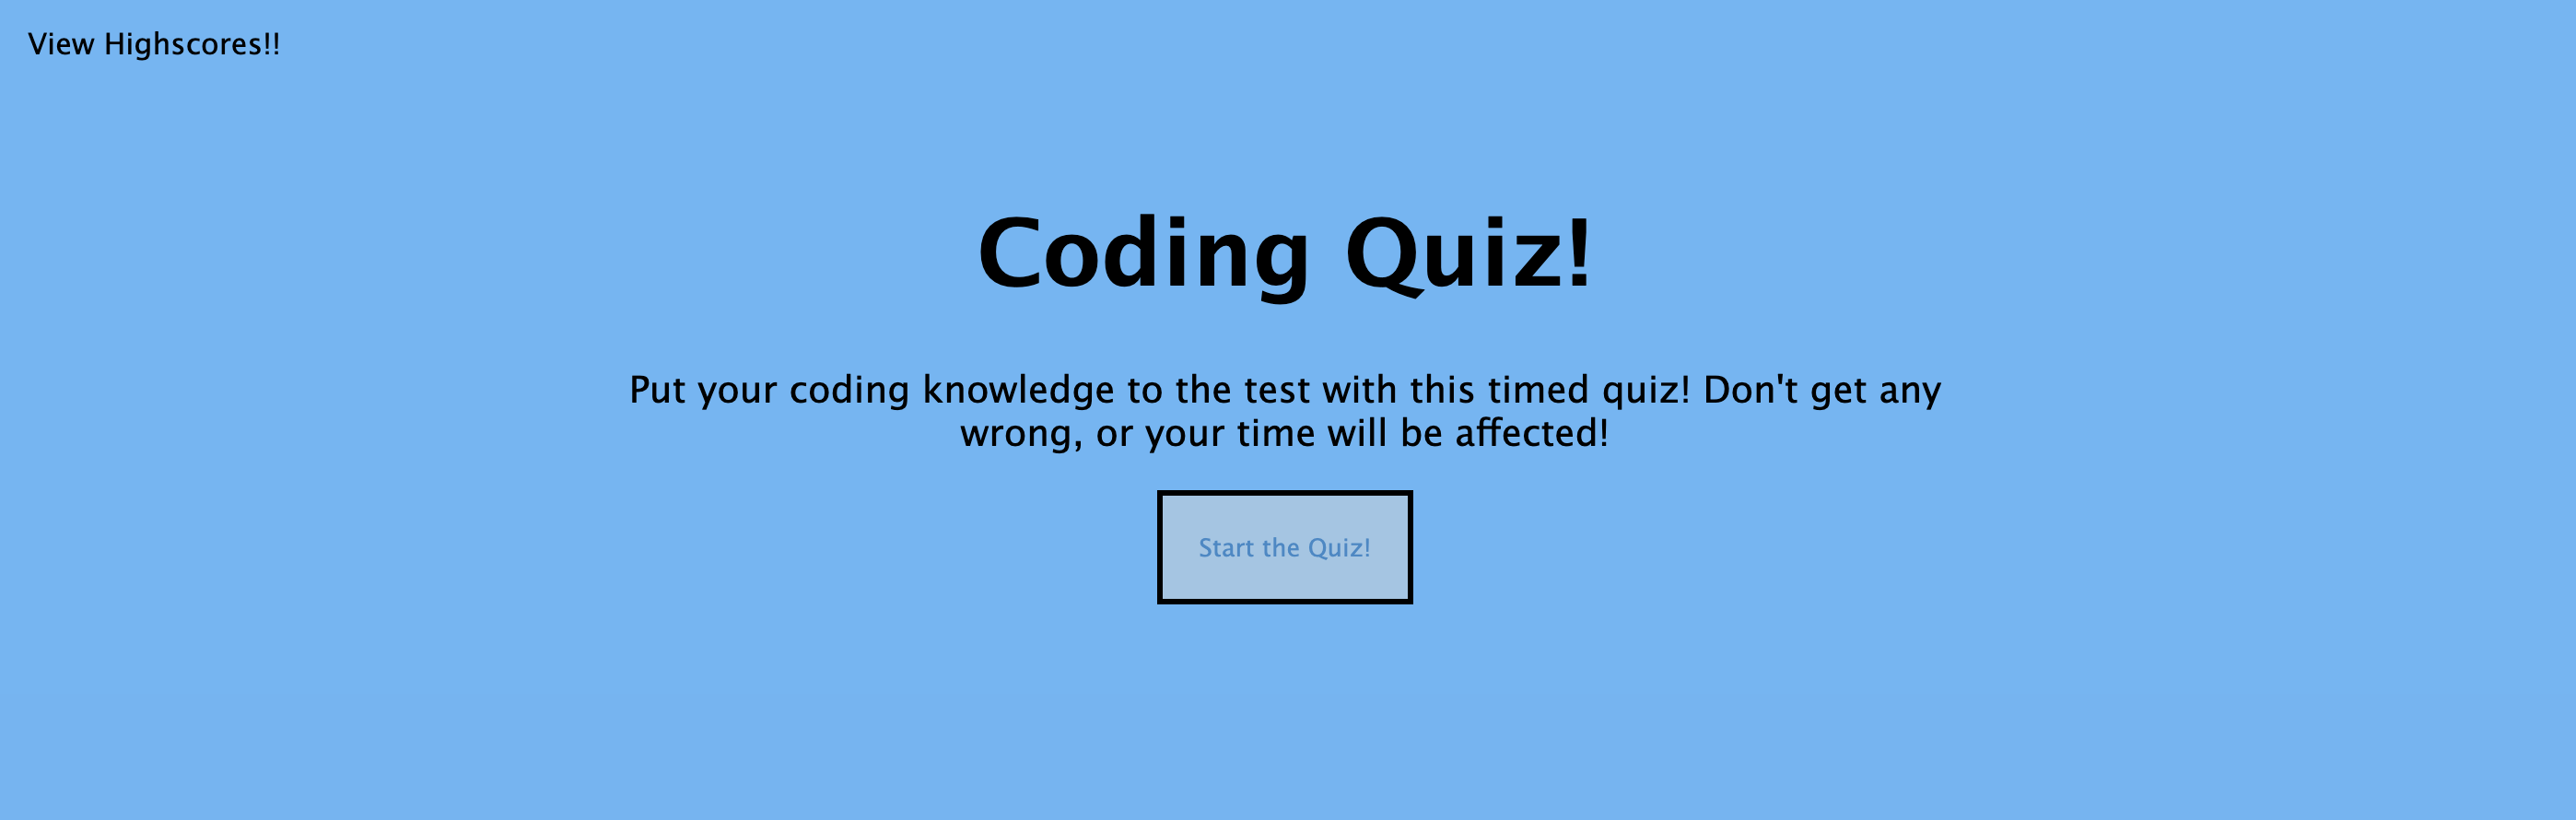 View Highscores!!
Coding Quiz!
Put your coding knowledge to the test with this timed quiz! Don't get any
wrong, or your time will be affected!
Start the Quiz!